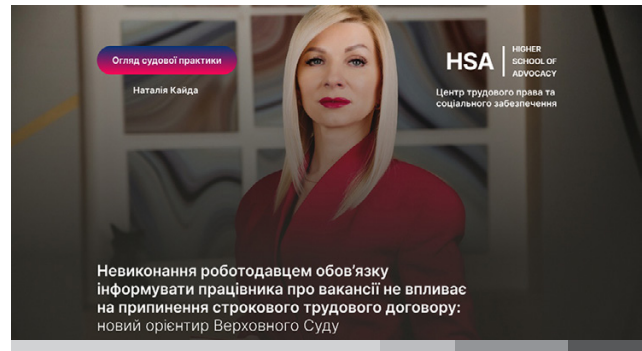 Огляд судової практики
Наталія Кайда
HSA
HIGHER
SCHOOL OF
ADVOCACY
Центр трудового права та
соціального забезпечення
Невиконання роботодавцем обов’язку
інформувати працівника про вакансії не впливає
на припинення строкового трудового договору:
новий орієнтир Верховного Суду